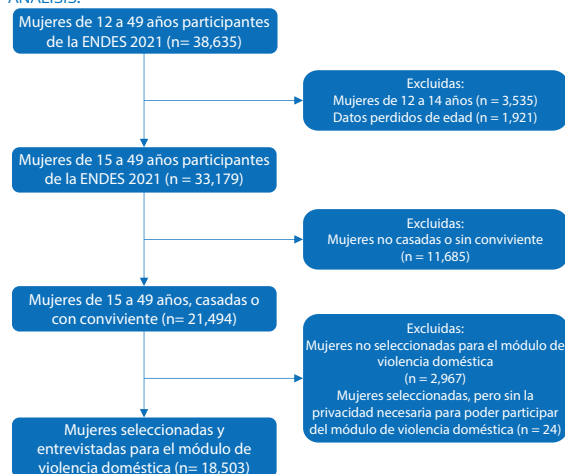 ANÁLISIS.
Mujeres de 12 a 49 años participantes
de la ENDES 2021 (n= 38,635)
Excluidas:
Mujeres de 12 a 14 años (n = 3,535)
Datos perdidos de edad (n = 1,921)
Mujeres de 15 a 49 años participantes
de la ENDES 2021 (n = 33,179)
Excluidas:
Mujeres no casadas o sin conviviente
(n = 11,685)
Mujeres de 15 a 49 años, casadas o
con conviviente (n= 21,494)
Excluidas:
Mujeres no seleccionadas para el módulo de
violencia doméstica
(n = 2,967)
Mujeres seleccionadas, pero sin la
privacidad necesaria para poder participar
del módulo de violencia doméstica (n = 24)
Mujeres seleccionadas y
entrevistadas para el módulo de
violencia doméstica (n= 18,503)